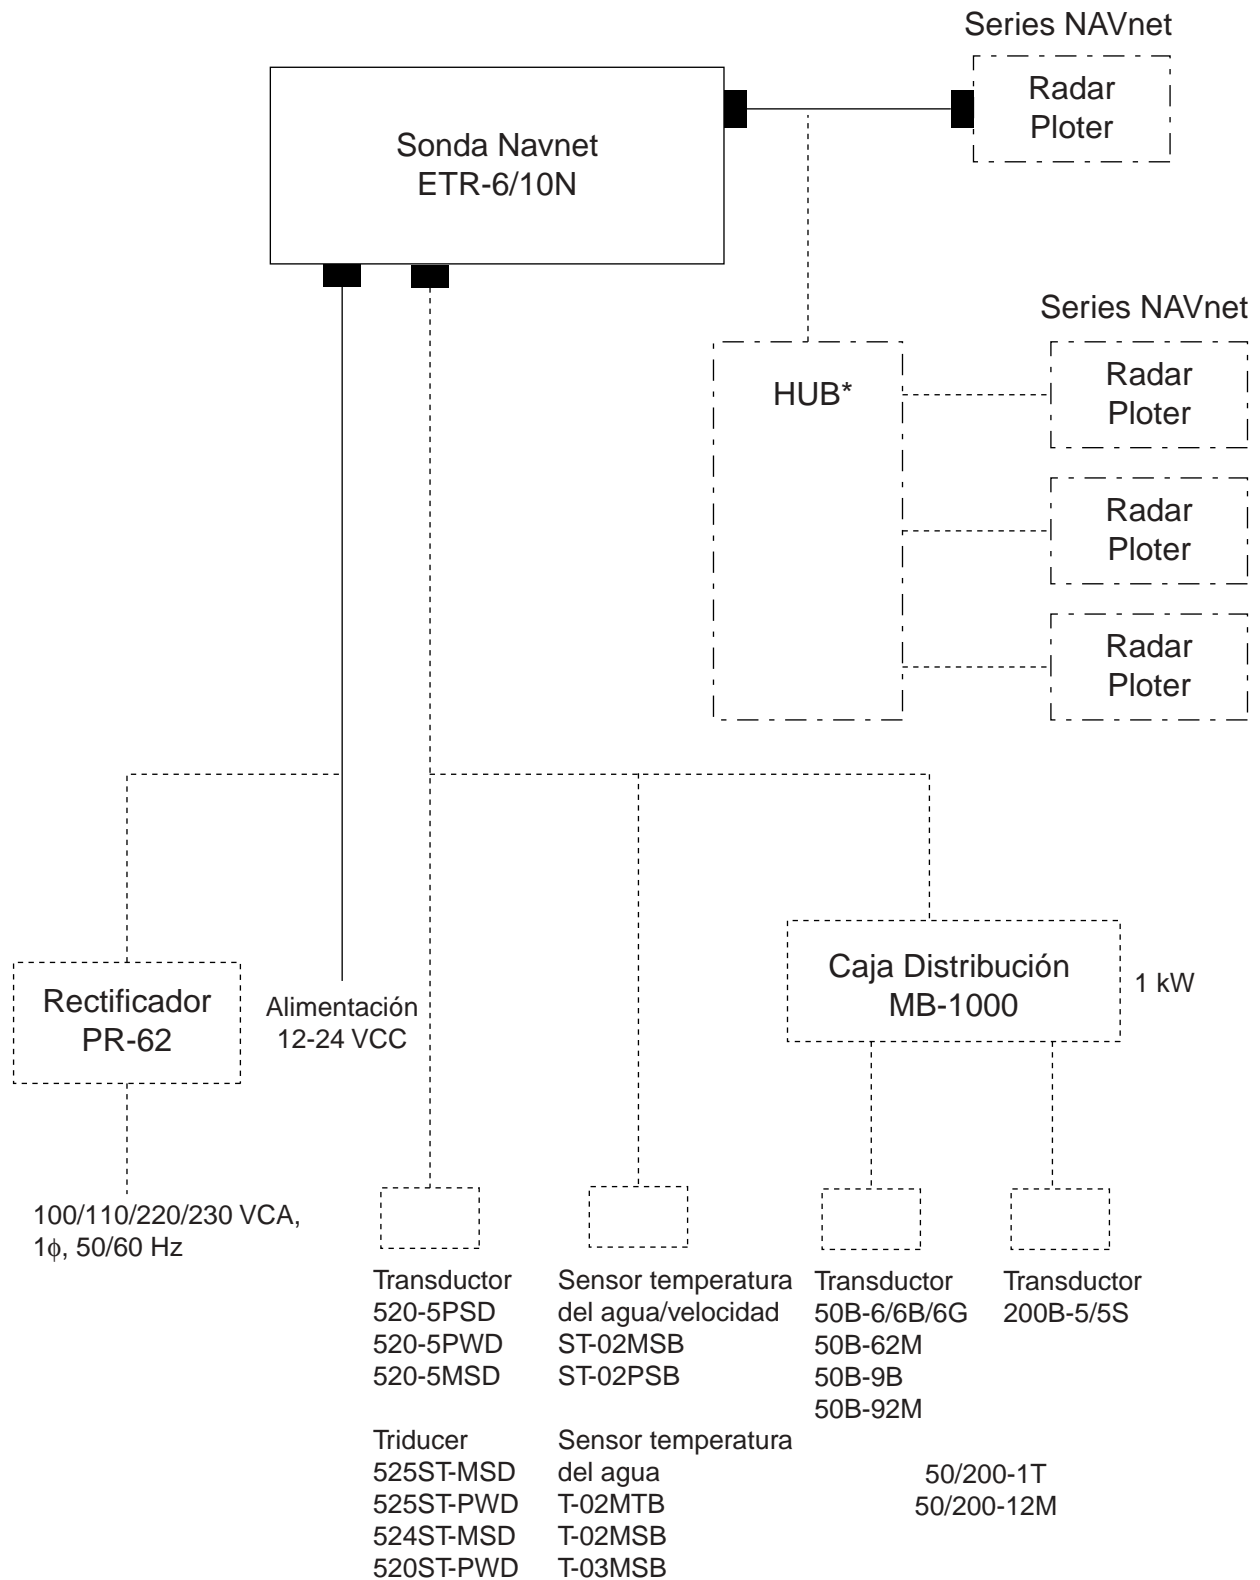 Series NAVnet
Radar
Ploter
Sonda Navnet
ETR-6/10N
Series NAVnet
HUB*
Radar
Ploter
Radar
Ploter
Radar
Ploter
Rectificador
PR-62
Alimentación
12-24 VCC
Caja Distribución
MB-1000
1 kW
100/110/220/230 VCA,
1ϕ, 50/60 Hz
Transductor
520-5PSD
520-5PWD
520-5MSD
Sensor temperatura
del agua/velocidad
ST-02MSB
ST-02PSB
Transductor
50B-6/6B/6G
50B-62M
50B-9B
50B-92M
Transductor
200B-5/5S
Triducer
525ST-MSD
525ST-PWD
524ST-MSD
520ST-PWD
Sensor temperatura
del agua
T-02MTB
T-02MSB
T-03MSB
50/200-1T
50/200-12M